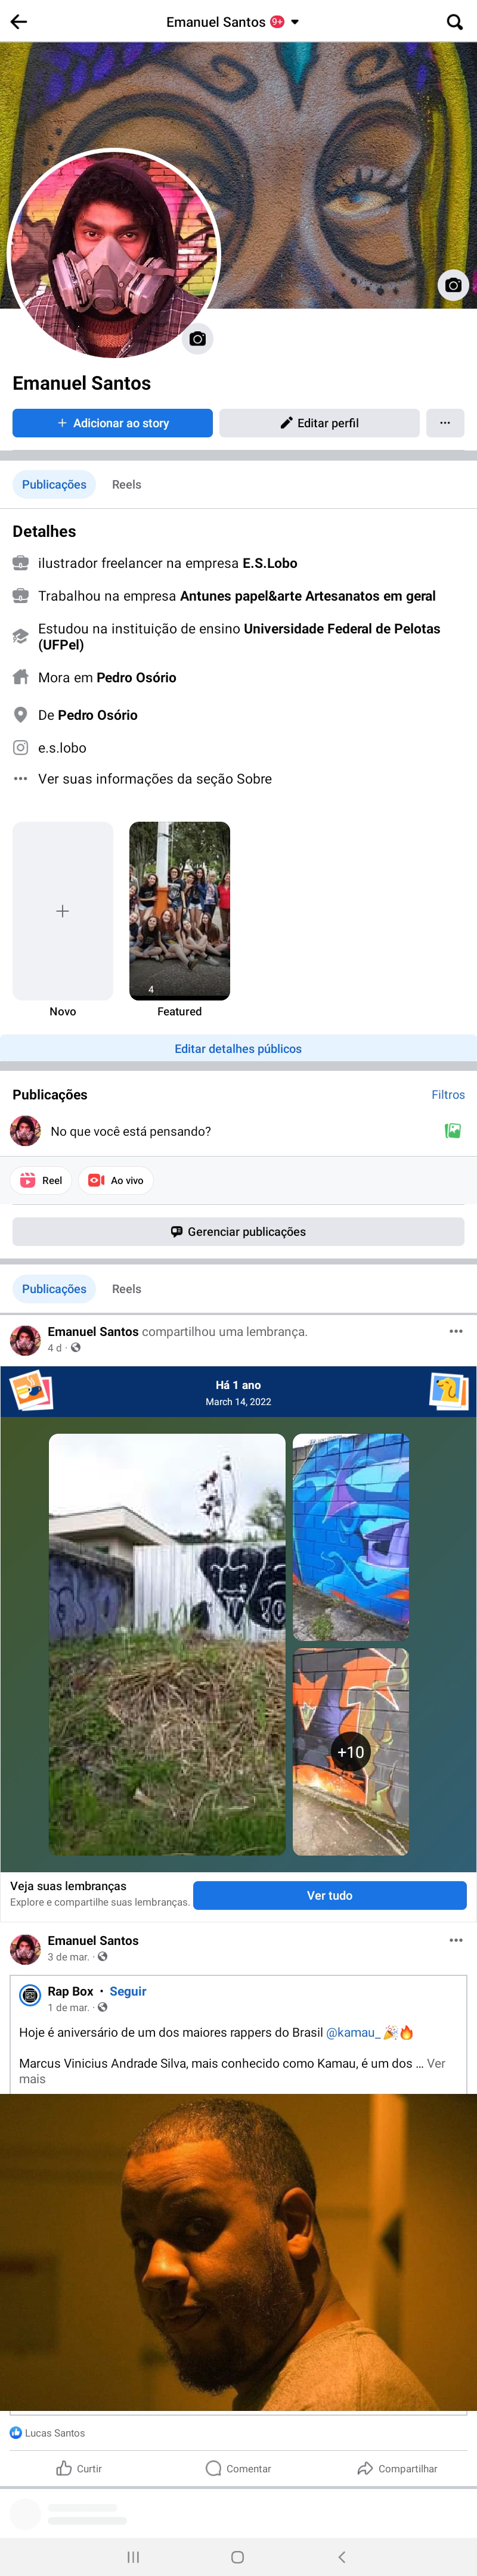 Emanuel Santos 9+
Emanuel Santos
Adicionar ao story
Editar perfil
Publicações Reels
Detalhes
ilustrador freelancer na empresa E.S.Lobo
Trabalhou na empresa Antunes papel&arte Artesanatos em geral
Estudou na instituição de ensino Universidade Federal de Pelotas
(UFPel)
Mora em Pedro Osório
De Pedro Osório
e.s.lobo
Ver suas informações da seção Sobre
4
Novo Featured
Editar detalhes públicos
Publicações Filtros
No que você está pensando?
Reel Ao vivo
Gerenciar publicações
Publicações Reels
Emanuel Santos compartilhou uma lembrança.
4 d ·
Há 1 ano
March 14, 2022
+10
Veja suas lembranças
Explore e compartilhe suas lembranças.
Ver tudo
Emanuel Santos
3 de mar. ·
Rap Box • Seguir
1 de mar. ·
Hoje é aniversário de um dos maiores rappers do Brasil @kamau_ 🎉🔥
Marcus Vinicius Andrade Silva, mais conhecido como Kamau, é um dos ... Ver
mais
Lucas Santos
Curtir Comentar Compartilhar